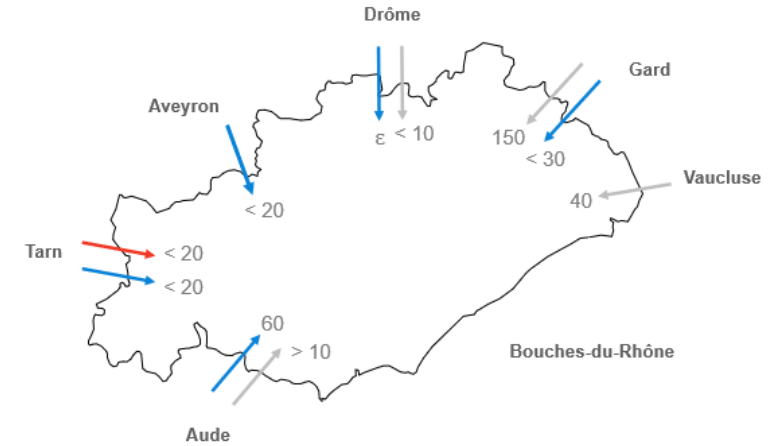 Drôme
Gard
Aveyron
ε < 10
150
< 30
Vaucluse
40
< 20
Tarn
< 20
< 20
60
> 10
Bouches-du-Rhône
Aude